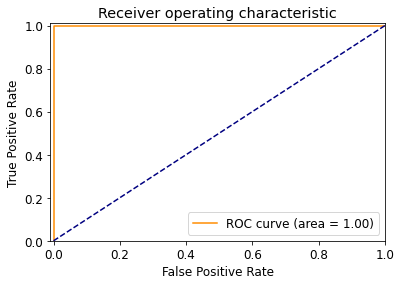 Receiver operating characteristic
1.0
0.8
0.6
0.4
0.2
0.0
True Positive Rate
ROC curve (area = 1.00)
0.0 0.2 0.4 0.6 0.8 1.0
False Positive Rate